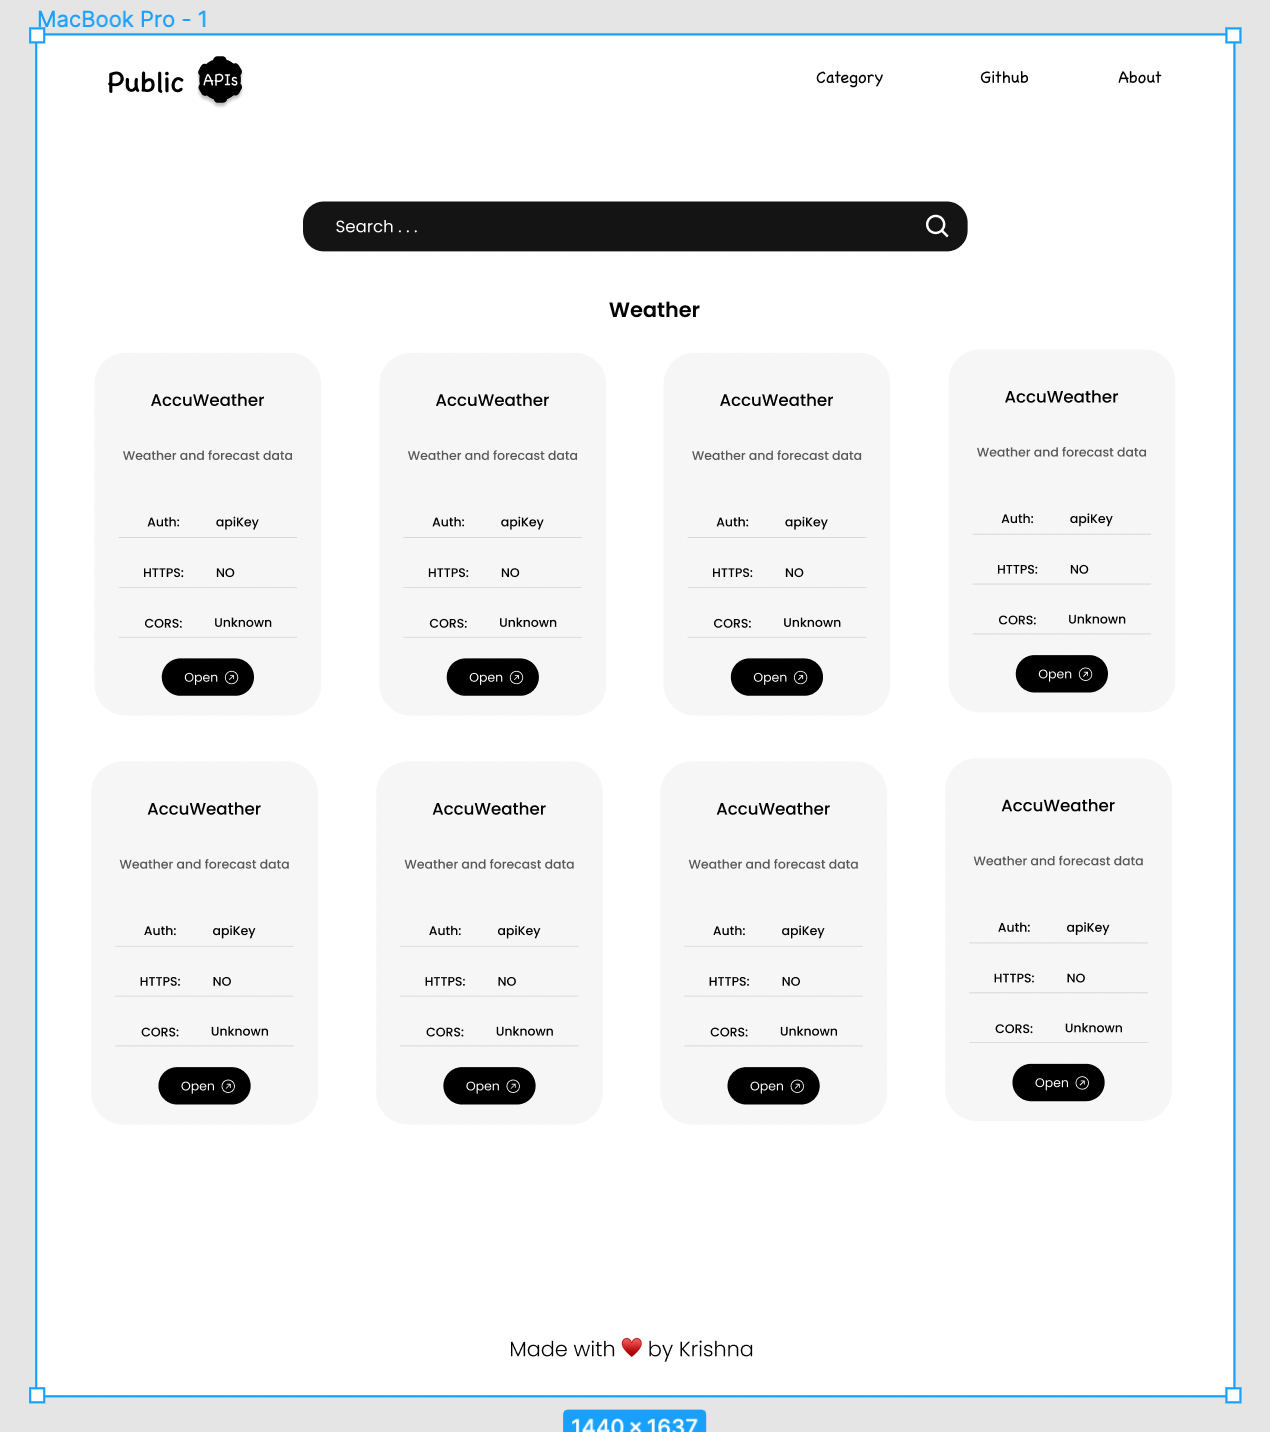 MacBook Pro - 1
Public APIs
Category Github About
Search . . .
Weather
AccuWeather AccuWeather AccuWeather AccuWeather
Weather and forecast data Weather and forecast data Weather and forecast data Weather and forecast data
Auth: apiKey Auth: apiKey Auth: apiKey Auth: apiKey
HTTPS: NO HTTPS: NO HTTPS: NO HTTPS: NO
CORS: Unknown CORS: Unknown CORS: Unknown CORS: Unknown
Open Open Open Open
AccuWeather AccuWeather AccuWeather AccuWeather
Weather and forecast data Weather and forecast data Weather and forecast data Weather and forecast data
Auth: apiKey Auth: apiKey Auth: apiKey Auth: apiKey
HTTPS: NO HTTPS: NO HTTPS: NO HTTPS: NO
CORS: Unknown CORS: Unknown CORS: Unknown CORS: Unknown
Open Open Open Open
Made with ❤️ by Krishna
1440 × 1637